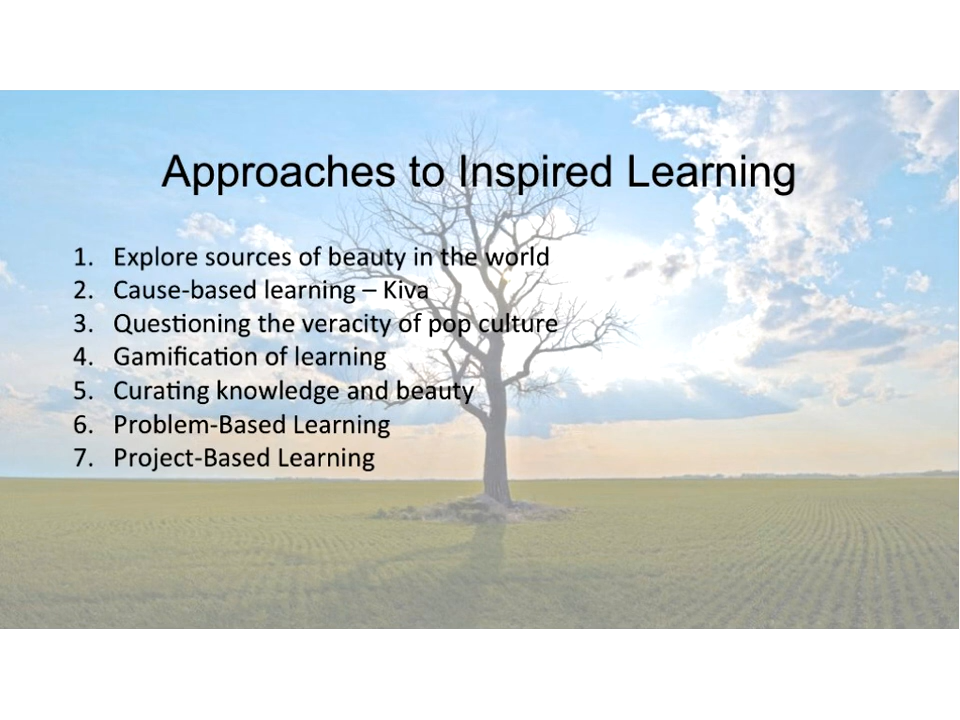 Approaches to Inspired Learning
1. Explore sources of beauty in the world
2. Cause-based learning – Kiva
3. Questioning the veracity of pop culture
4. Gamification of learning
5. Curating knowledge and beauty
6. Problem-Based Learning
7. Project-Based Learning